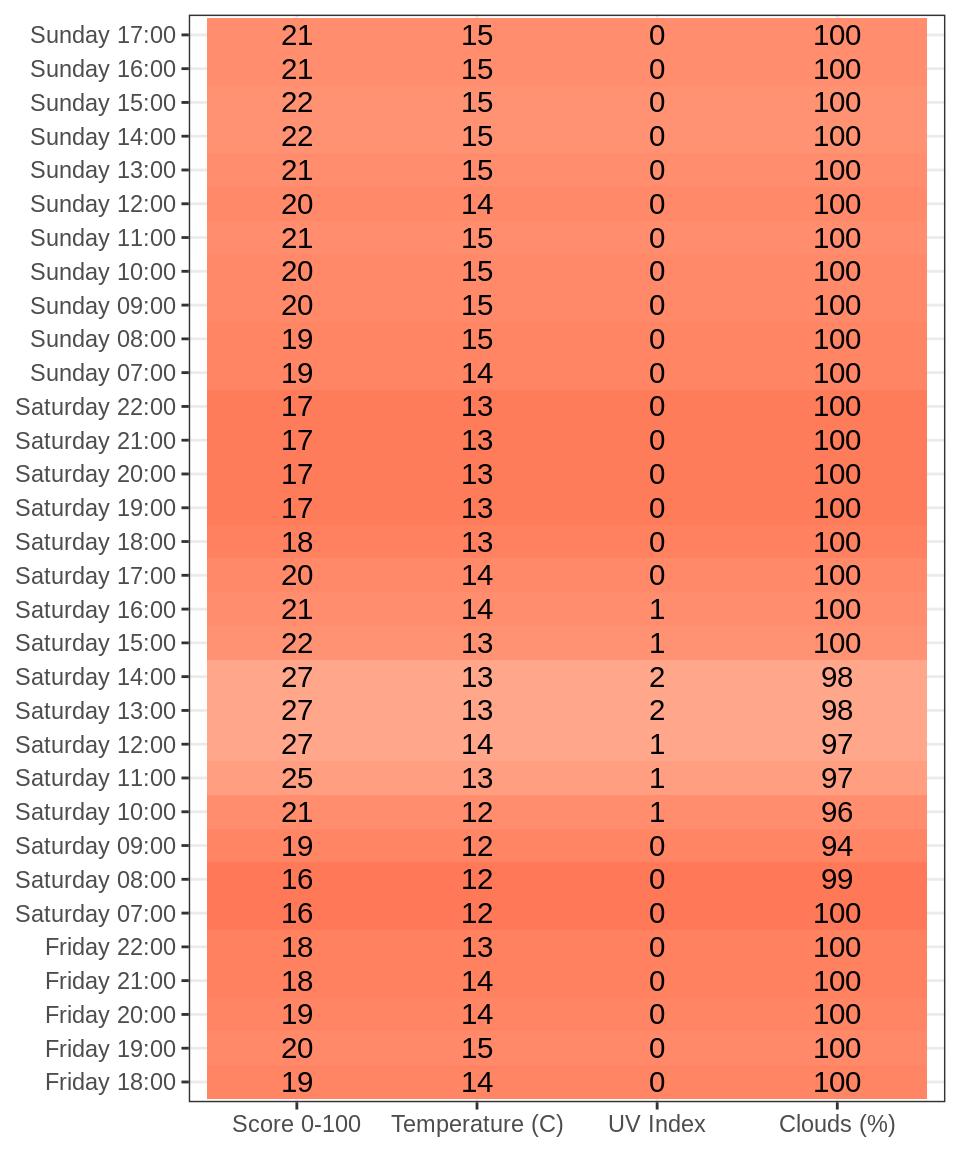 Sunday 17:00 21 15 0 100
Sunday 16:00 21 15 0 100
Sunday 15:00 22 15 0 100
Sunday 14:00 22 15 0 100
Sunday 13:00 21 15 0 100
Sunday 12:00 20 14 0 100
Sunday 11:00 21 15 0 100
Sunday 10:00 20 15 0 100
Sunday 09:00 20 15 0 100
Sunday 08:00 19 15 0 100
Sunday 07:00 19 14 0 100
Saturday 22:00 17 13 0 100
Saturday 21:00 17 13 0 100
Saturday 20:00 17 13 0 100
Saturday 19:00 17 13 0 100
Saturday 18:00 18 13 0 100
Saturday 17:00 20 14 0 100
Saturday 16:00 21 14 1 100
Saturday 15:00 22 13 1 100
Saturday 14:00 27 13 2 98
Saturday 13:00 27 13 2 98
Saturday 12:00 27 14 1 97
Saturday 11:00 25 13 1 97
Saturday 10:00 21 12 1 96
Saturday 09:00 19 12 0 94
Saturday 08:00 16 12 0 99
Saturday 07:00 16 12 0 100
Friday 22:00 18 13 0 100
Friday 21:00 18 14 0 100
Friday 20:00 19 14 0 100
Friday 19:00 20 15 0 100
Friday 18:00 19 14 0 100
Score 0-100 Temperature (C) UV Index Clouds (%)